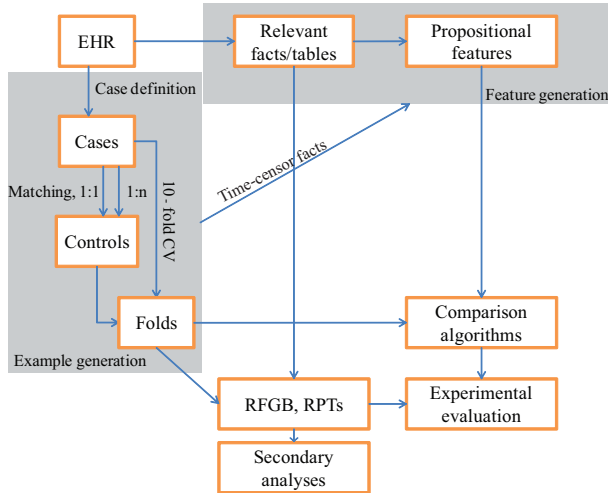 EHR
Relevant
facts/tables
Propositional
features
Case definition
Feature generation
Cases
Time-censor facts
Matching, 1:1
1:n
10 - fold CV
Controls
Folds
Comparison
algorithms
Example generation
RFGB, RPTs
Experimental
evaluation
Secondary
analyses